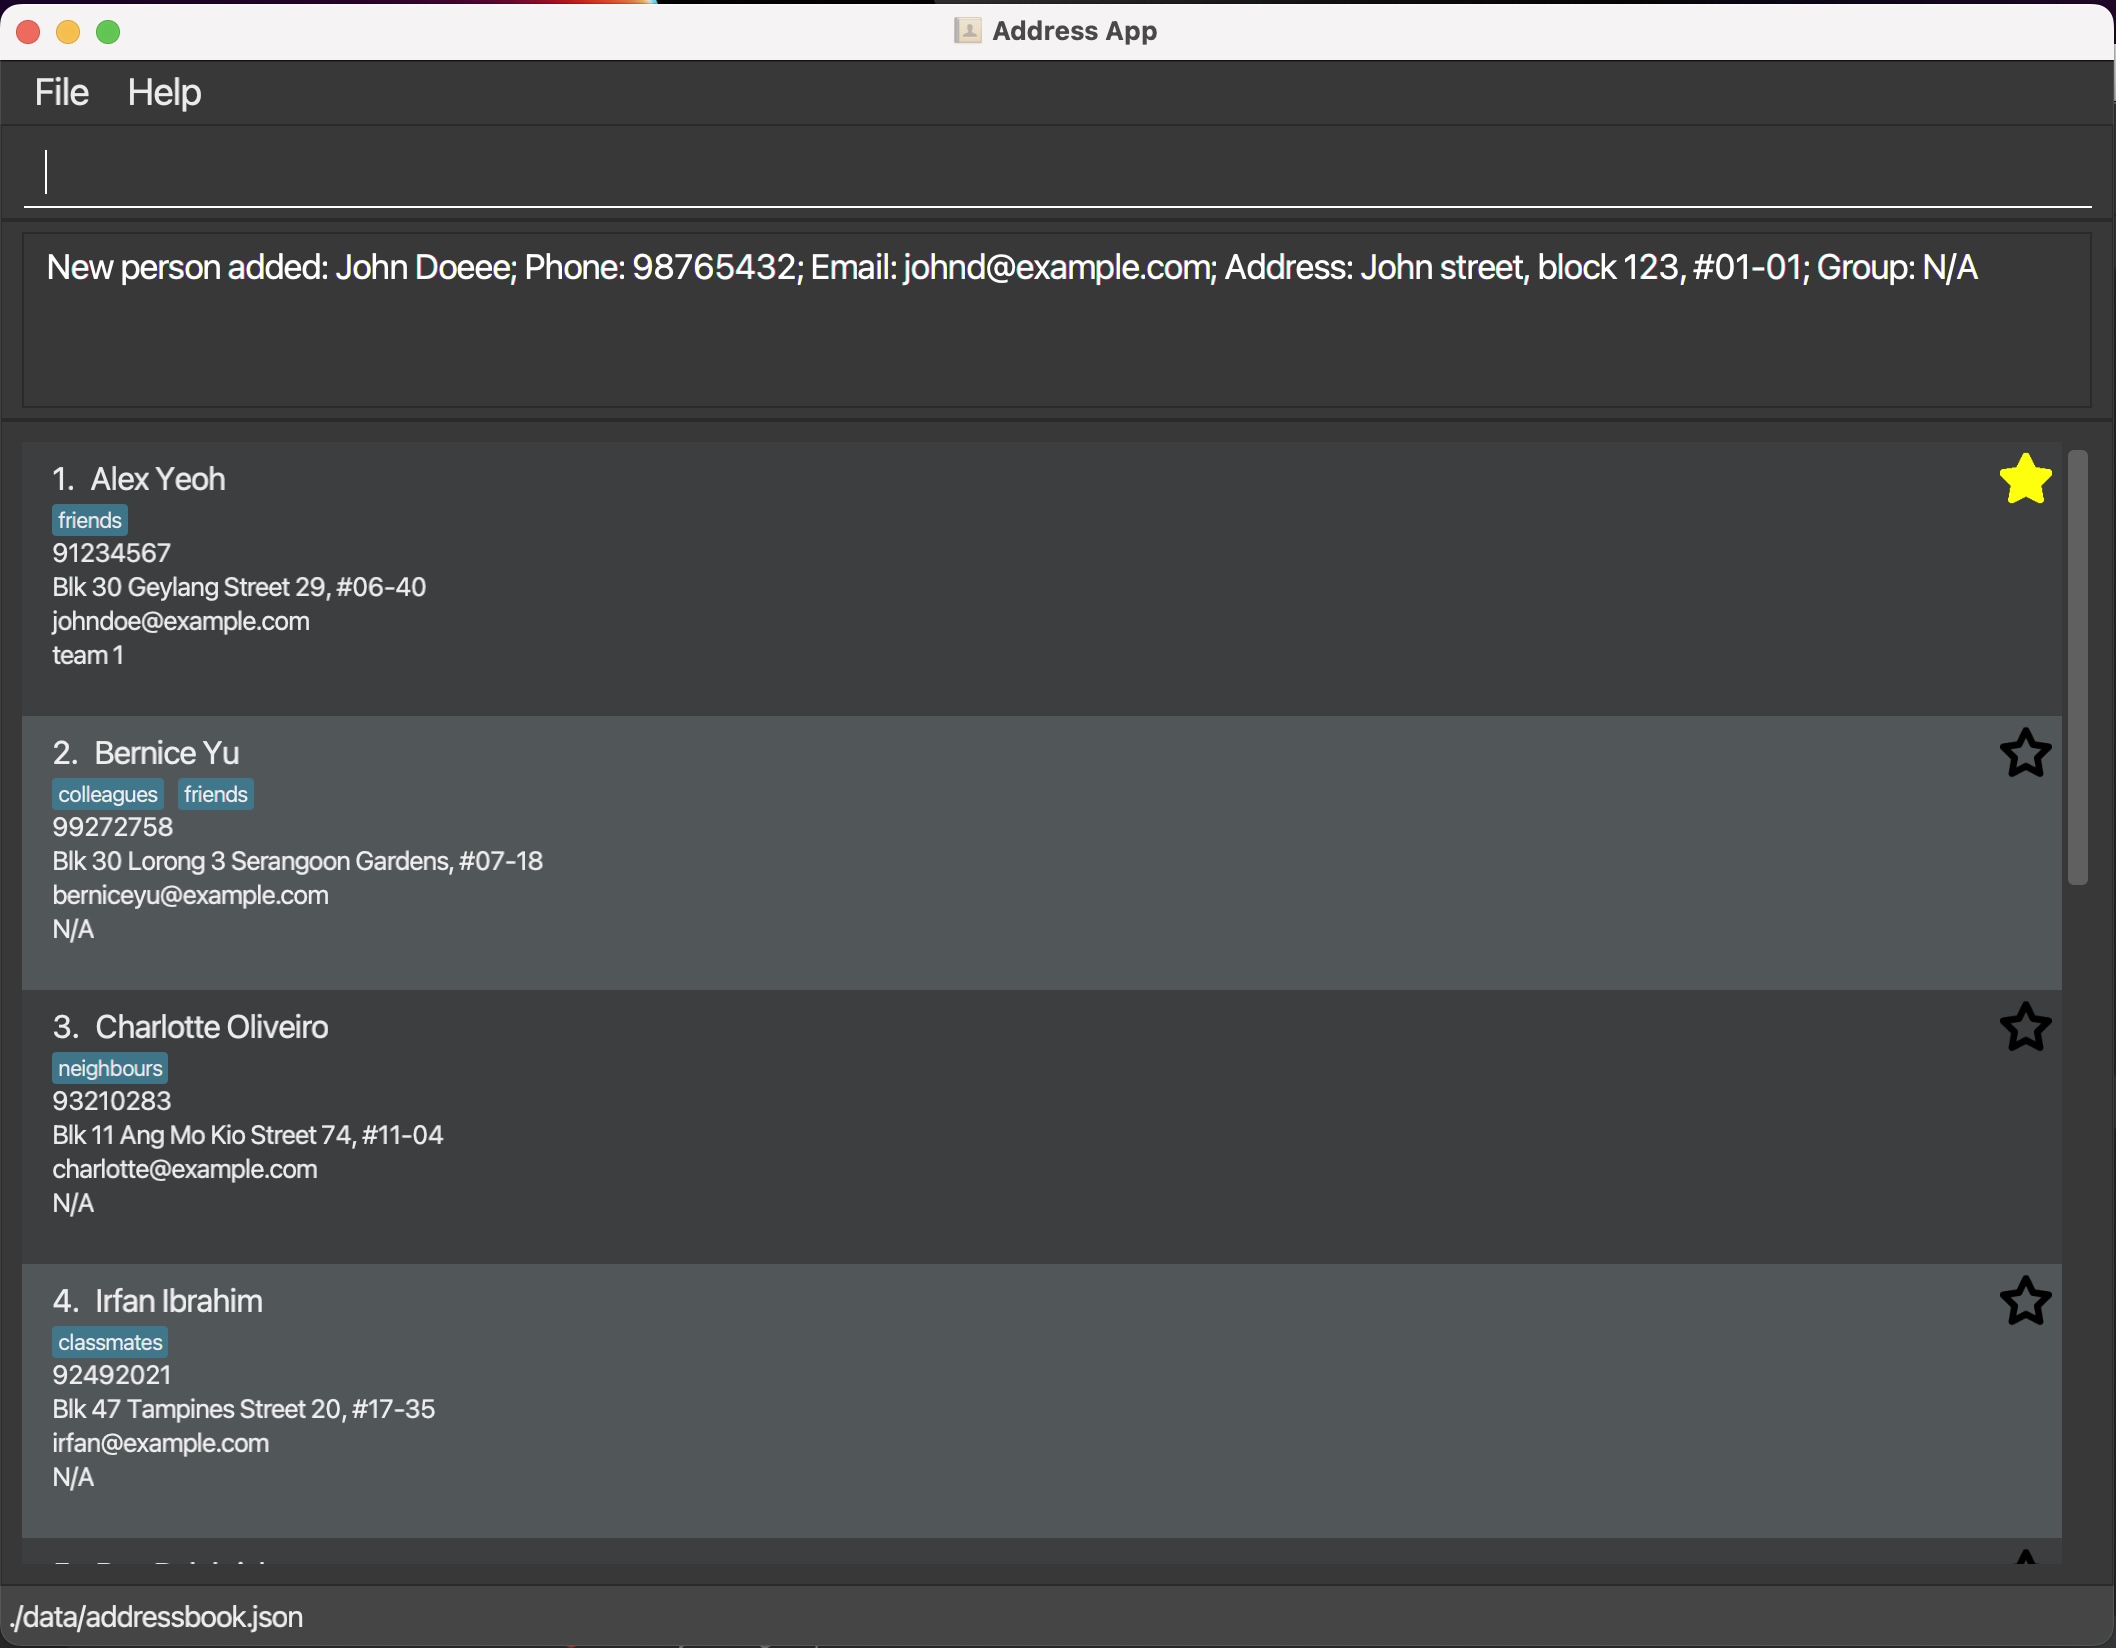 Address App
File Help
New person added: John Doeee; Phone: 98765432; Email: johnd@example.com; Address: John street, block 123, #01-01; Group: N/A
1. Alex Yeoh
friends
91234567
Blk 30 Geylang Street 29, #06-40
johndoe@example.com
team 1
2. Bernice Yu
colleagues friends
99272758
Blk 30 Lorong 3 Serangoon Gardens, #07-18
berniceyu@example.com
N/A
3. Charlotte Oliveiro
neighbours
93210283
Blk 11 Ang Mo Kio Street 74, #11-04
charlotte@example.com
N/A
4. Irfan Ibrahim
classmates
92492021
Blk 47 Tampines Street 20, #17-35
irfan@example.com
N/A
./data/addressbook.json